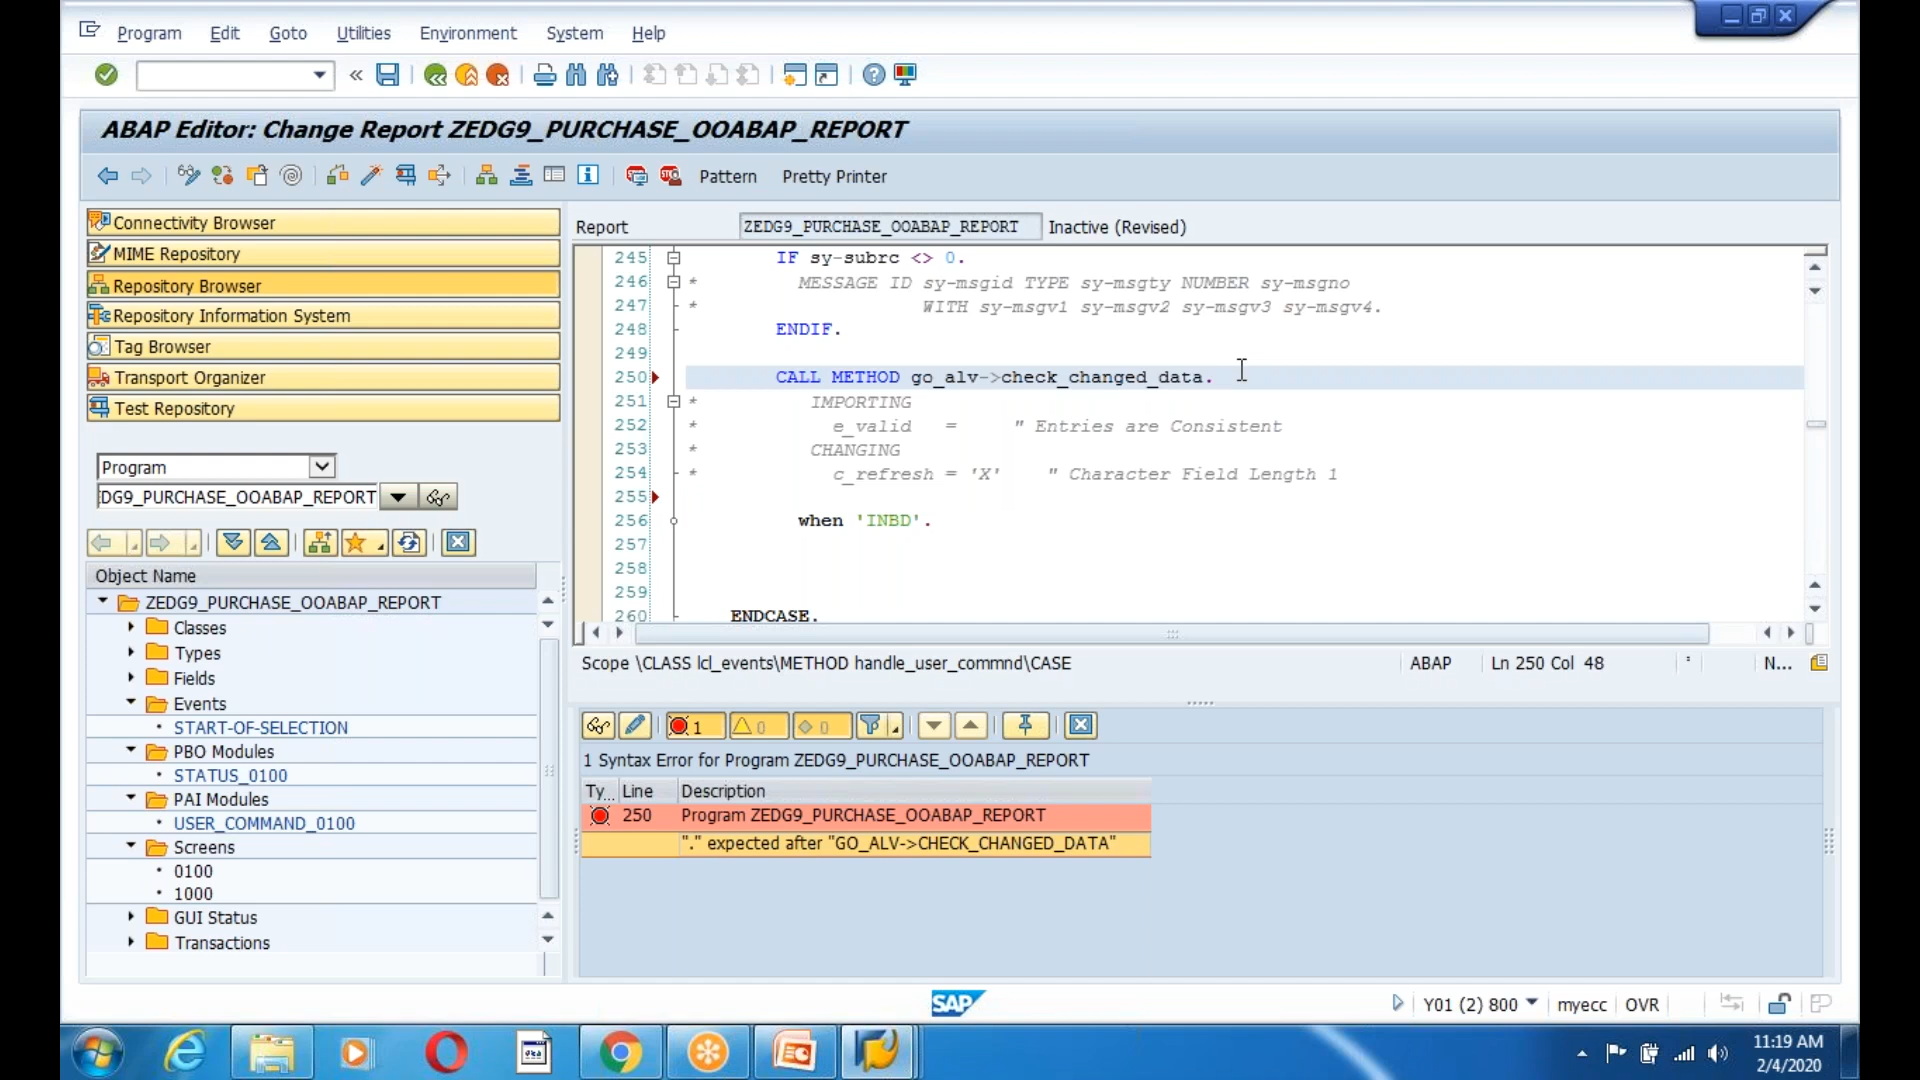 Program Edit Goto Utilities Environment System Help
ABAP Editor: Change Report ZEDG9_PURCHASE_OOABAP_REPORT
Pattern Pretty Printer
Connectivity Browser
MIME Repository
Repository Browser
Repository Information System
Tag Browser
Transport Organizer
Test Repository
Program
DG9_PURCHASE_OOABAP_REPORT
Object Name
ZEDG9_PURCHASE_OOABAP_REPORT
Classes
Types
Fields
Events
START-OF-SELECTION
PBO Modules
STATUS_0100
PAI Modules
USER_COMMAND_0100
Screens
0100
1000
GUI Status
Transactions
Report ZEDG9_PURCHASE_OOABAP_REPORT Inactive (Revised)
245 IF sy-subrc <> 0.
246 * MESSAGE ID sy-msgid TYPE sy-msgty NUMBER sy-msgno
247 * WITH sy-msgv1 sy-msgv2 sy-msgv3 sy-msgv4.
248 ENDIF.
249
250 CALL METHOD go_alv->check_changed_data.
251 * IMPORTING
252 * e_valid = " Entries are Consistent
253 * CHANGING
254 * c_refresh = 'X' " Character Field Length 1
255
256 when 'INBD'.
257
258
259
260 ENDCASE.
Scope \CLASS lcl_events\METHOD handle_user_commnd\CASE ABAP Ln 250 Col 48 N...
1 0 0
1 Syntax Error for Program ZEDG9_PURCHASE_OOABAP_REPORT
Ty... Line Description
250 Program ZEDG9_PURCHASE_OOABAP_REPORT
"." expected after "GO_ALV->CHECK_CHANGED_DATA"
SAP
Y01 (2) 800 myecc OVR
11:19 AM
2/4/2020